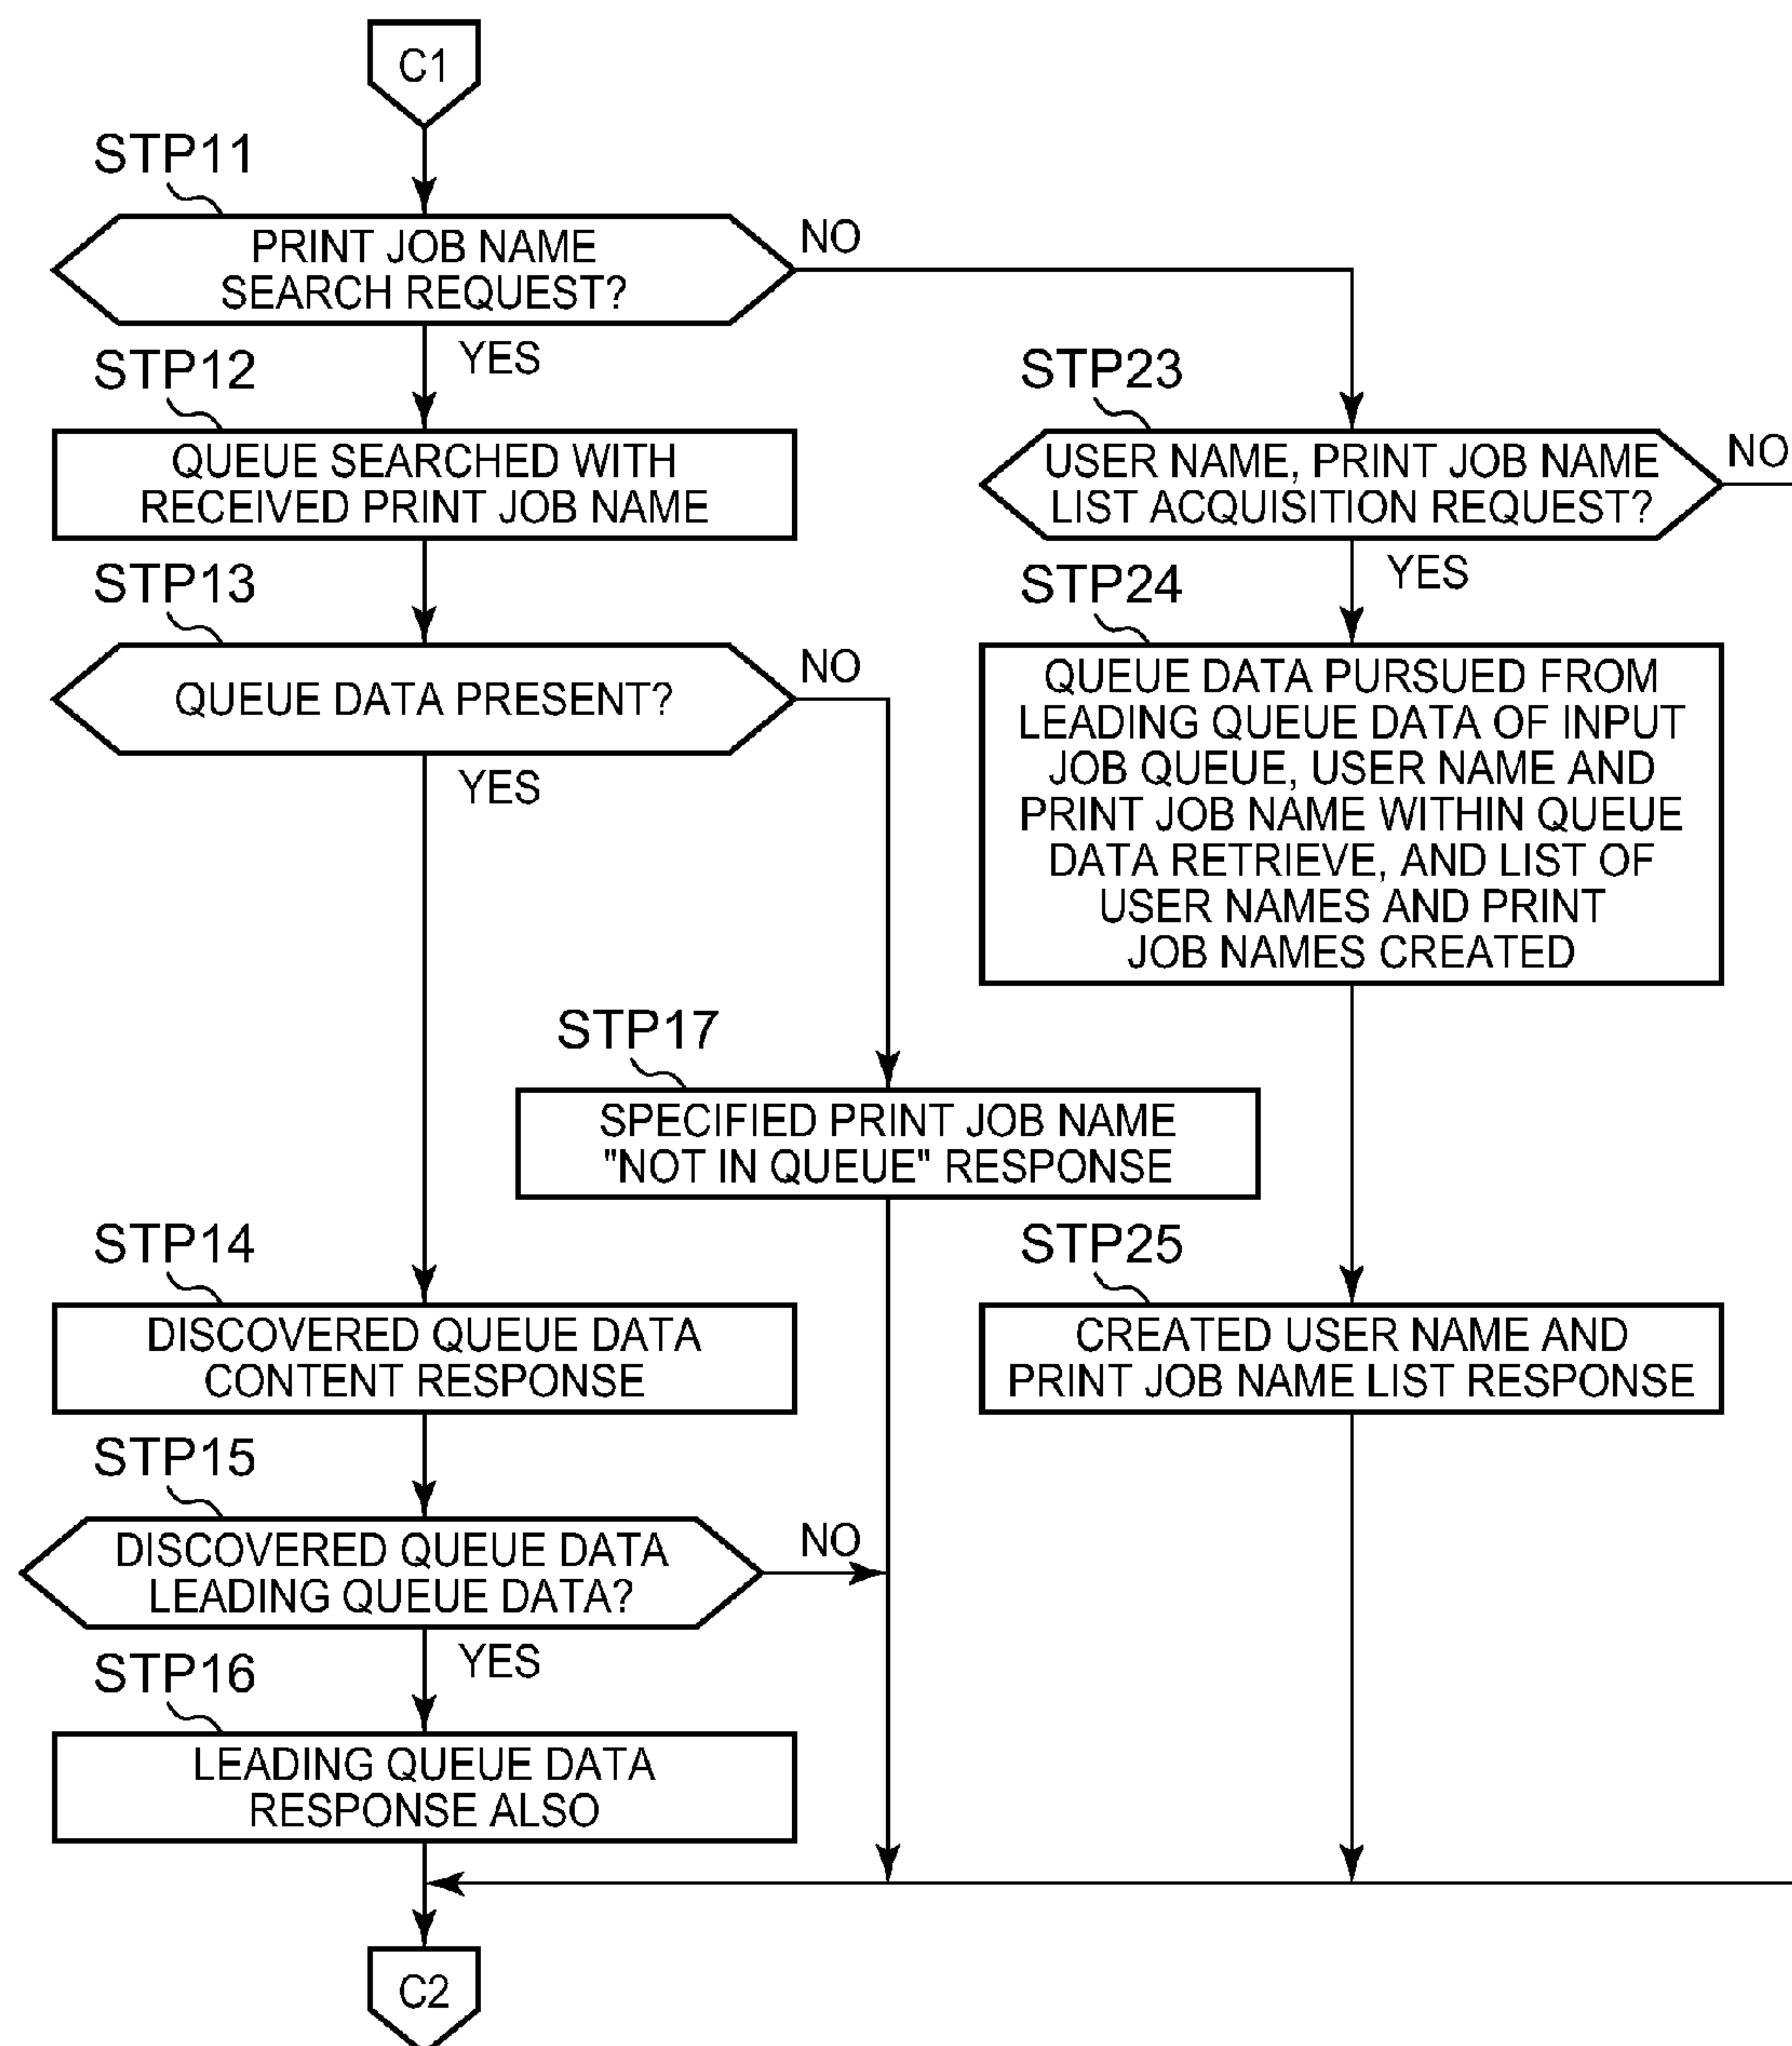 C1
STP11
PRINT JOB NAME
SEARCH REQUEST?
NO
YES
STP12
QUEUE SEARCHED WITH
RECEIVED PRINT JOB NAME
STP13
QUEUE DATA PRESENT?
NO
YES
STP23
USER NAME, PRINT JOB NAME
LIST ACQUISITION REQUEST?
NO
YES
STP24
QUEUE DATA PURSUED FROM
LEADING QUEUE DATA OF INPUT
JOB QUEUE, USER NAME AND
PRINT JOB NAME WITHIN QUEUE
DATA RETRIEVE, AND LIST OF
USER NAMES AND PRINT
JOB NAMES CREATED
STP17
SPECIFIED PRINT JOB NAME
"NOT IN QUEUE" RESPONSE
STP14
DISCOVERED QUEUE DATA
CONTENT RESPONSE
STP25
CREATED USER NAME AND
PRINT JOB NAME LIST RESPONSE
STP15
DISCOVERED QUEUE DATA
LEADING QUEUE DATA?
NO
YES
STP16
LEADING QUEUE DATA
RESPONSE ALSO
C2